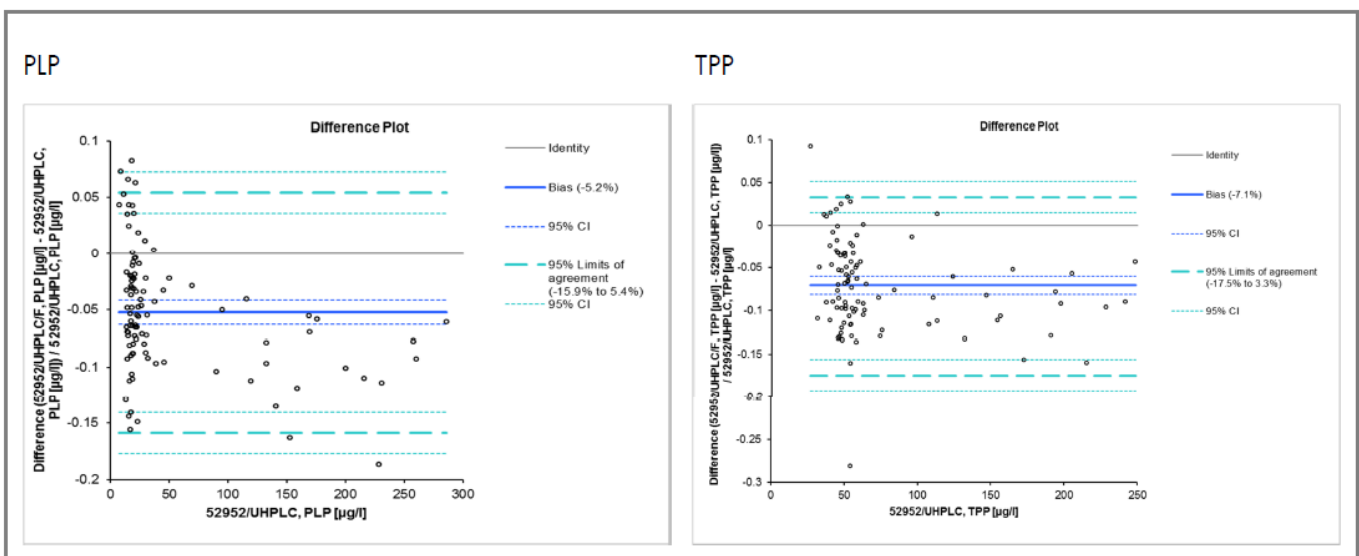 PLP
Difference Plot
Difference (52952/UHPLC/F, PLP [µg/l] - 52952/UHPLC,
PLP [µg/l]) / 52952/UHPLC, PLP [µg/l]
0.1
0.05
0
-0.05
-0.1
-0.15
-0.2
0 50 100 150 200 250 300
52952/UHPLC, PLP [µg/l]
Identity
Bias (-5.2%)
95% CI
95% Limits of
agreement
(-15.9% to 5.4%)
95% CI
TPP
Difference Plot
Difference (52952/UHPLC/F, TPP [µg/l] - 52952/UHPLC, TPP [µg/l])
/ 52952/UHPLC, TPP [µg/l]
0.1
0.05
0
-0.05
-0.1
-0.15
-0.2
-0.25
-0.3
0 50 100 150 200 250
52952/UHPLC, TPP [µg/l]
Identity
Bias (-7.1%)
95% CI
95% Limits of agreement
(-17.5% to 3.3%)
95% CI